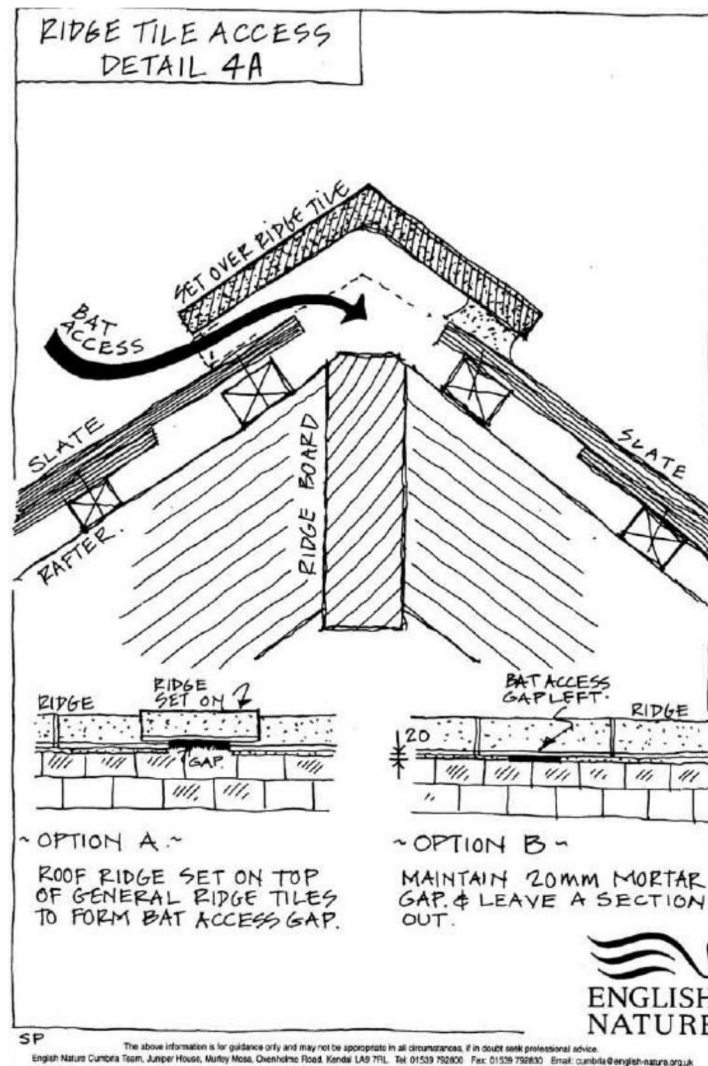 RIDGE TILE ACCESS
DETAIL 4A
SET OVER RIDGE TILE
BAT
ACCESS
SLATE
RAFTER.
RIDGE BOARD
SLATE
RIDGE
RIDGE
SET ON
GAP.
BAT ACCESS
GAP LEFT.
RIDGE
20
~ OPTION A. ~
ROOF RIDGE SET ON TOP
OF GENERAL RIDGE TILES
TO FORM BAT ACCESS GAP.
~ OPTION B ~
MAINTAIN 20mm MORTAR
GAP. & LEAVE A SECTION
OUT.
ENGLISH
NATURE
SP
The above information is for guidance only and may not be appropriate in all circumstances, if in doubt seek professional advice.
English Nature Cumbria Team, Juniper House, Murley Moss, Oxenholme Road, Kendal LA9 7RL. Tel: 01539 792800 Fax: 01539 792830 Email: cumbria@english-nature.org.uk